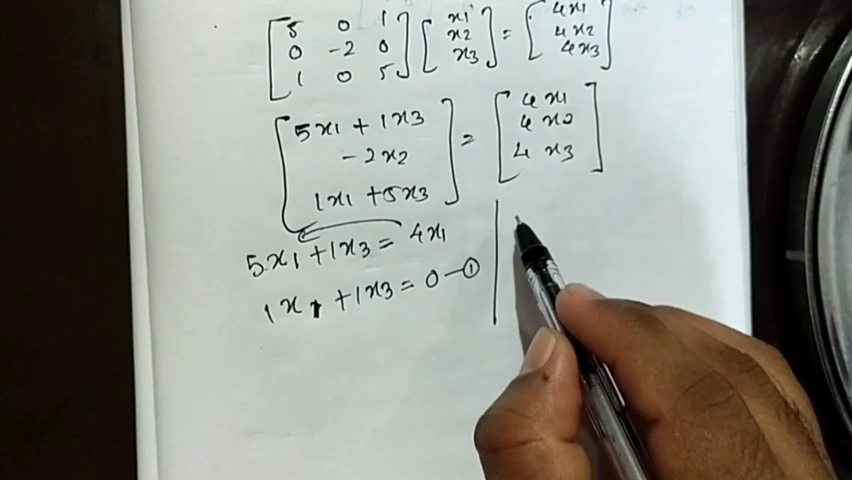 [5 0 1] [x1] = [4x1]
[0 -2 0] [x2] [4x2]
[1 0 5] [x3] [4x3]
[5x1 + 1x3] = [4x1]
[-2x2] [4x2]
[1x1 + 5x3] [4x3]
5x1 + 1x3 = 4x1
1x1 + 1x3 = 0 — ①